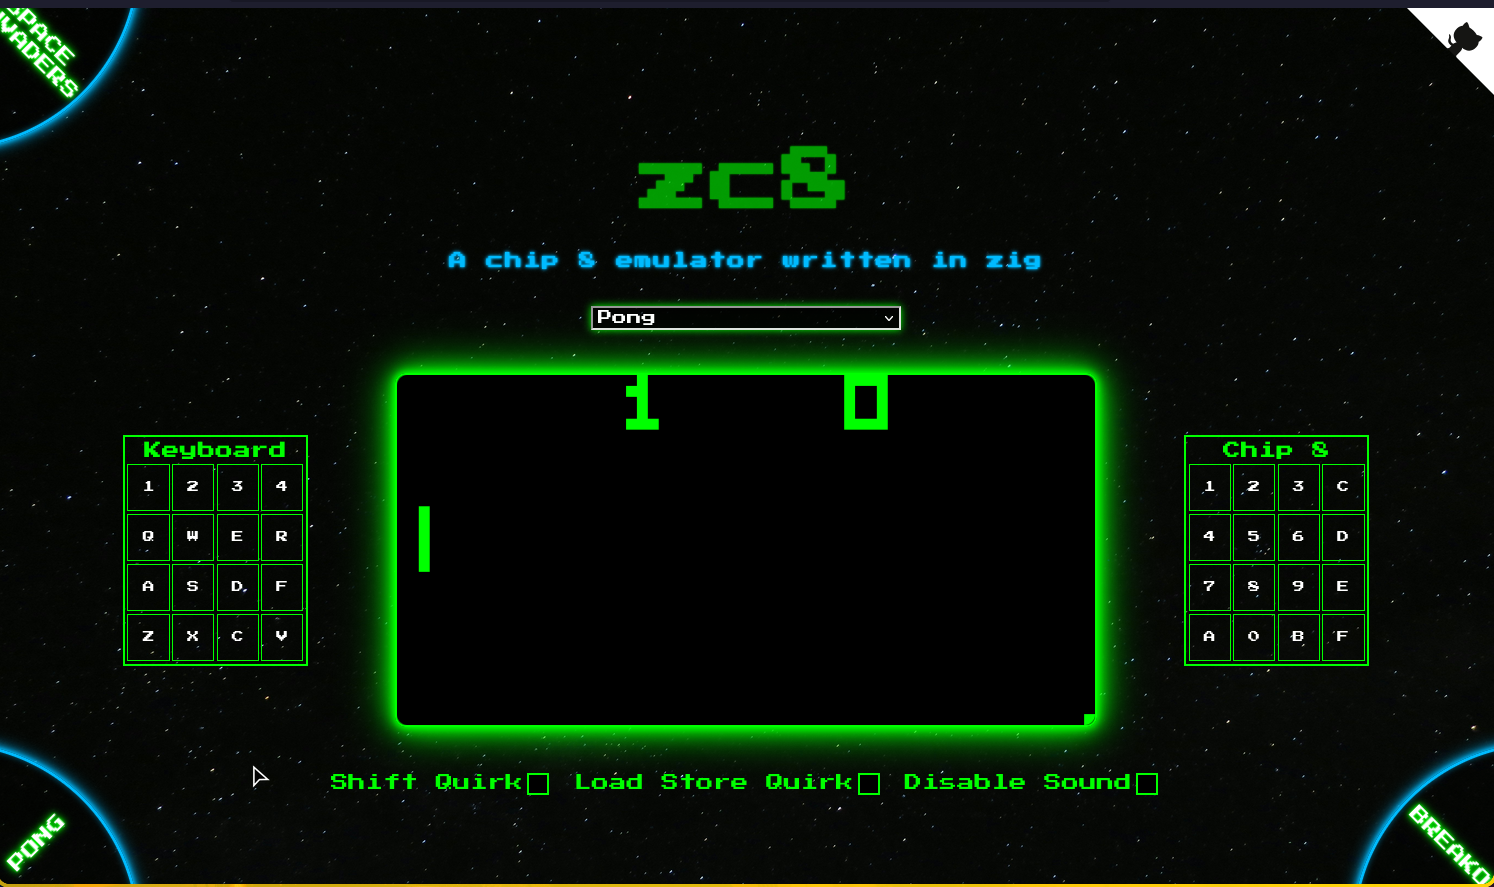 SPACE
INVADERS
zc8
A chip 8 emulator written in zig
Pong
1 0
Keyboard
1 2 3 4
Q W E R
A S D F
Z X C V
Chip 8
1 2 3 C
4 5 6 D
7 8 9 E
A 0 B F
Shift Quirk Load Store Quirk Disable Sound
PONG
BREAKO